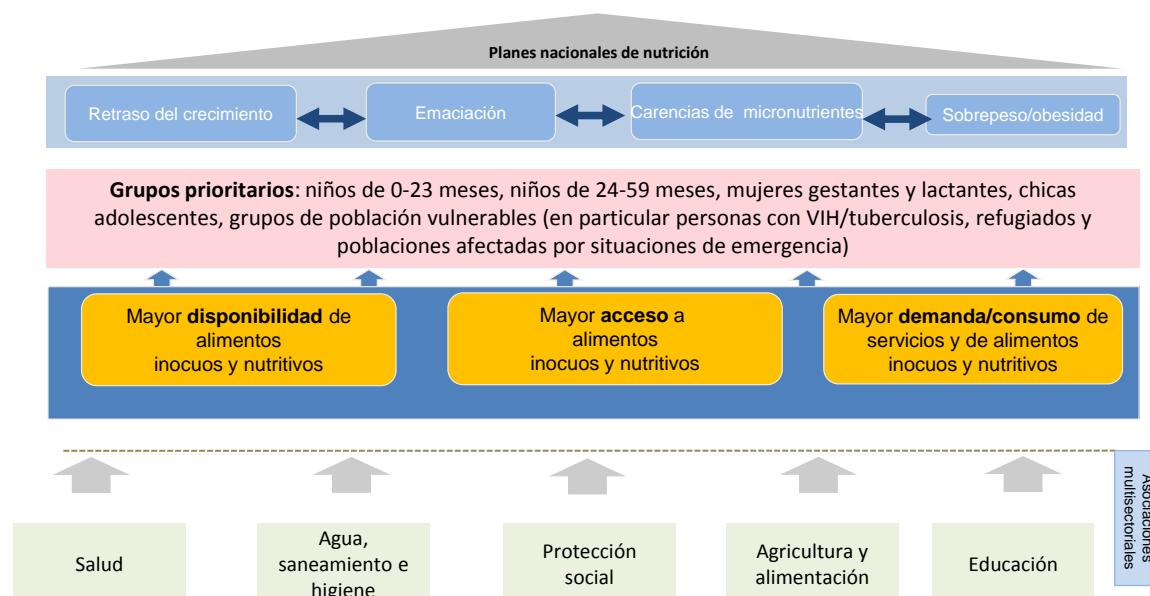 Planes nacionales de nutrición
Retraso del crecimiento
Emaciación
Carencias de micronutrientes
Sobrepeso/obesidad
Grupos prioritarios: niños de 0-23 meses, niños de 24-59 meses, mujeres gestantes y lactantes, chicas
adolescentes, grupos de población vulnerables (en particular personas con VIH/tuberculosis, refugiados y
poblaciones afectadas por situaciones de emergencia)
Mayor disponibilidad de
alimentos
inocuos y nutritivos
Mayor acceso a
alimentos
inocuos y nutritivos
Mayor demanda/consumo de
servicios y de alimentos
inocuos y nutritivos
Asociaciones
multisectoriales
Salud
Agua,
saneamiento e
higiene
Protección
social
Agricultura y
alimentación
Educación